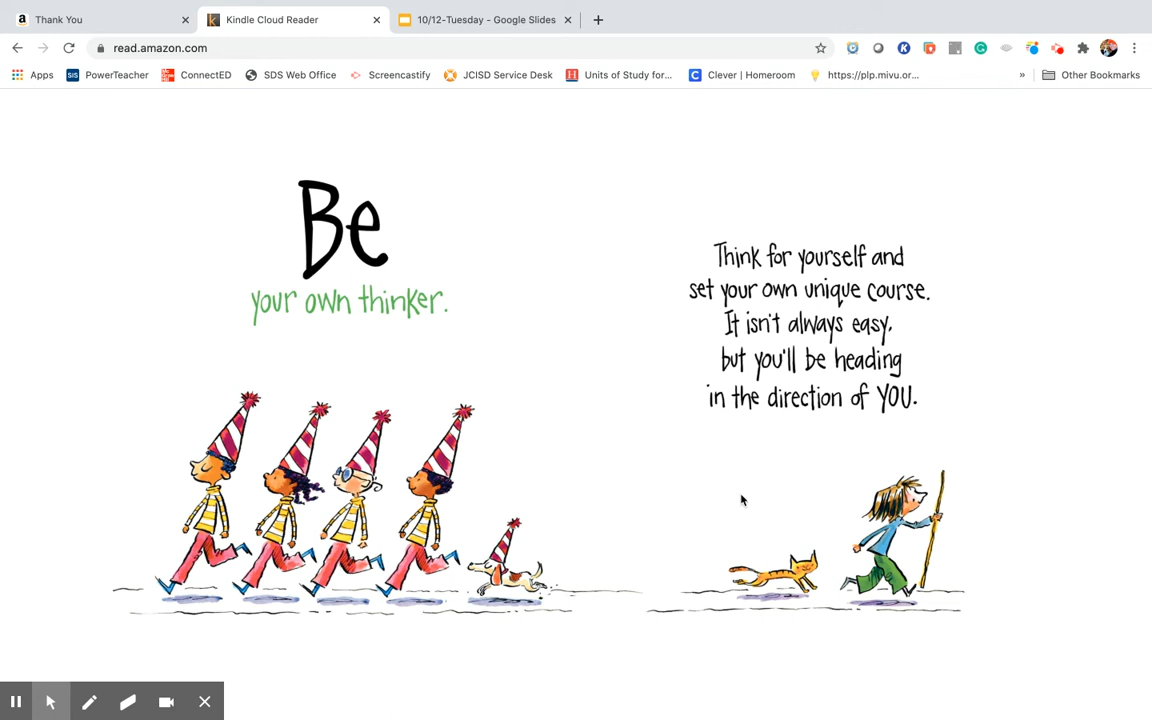 Thank You
Kindle Cloud Reader
10/12-Tuesday - Google Slides
read.amazon.com
Apps
SIS
PowerTeacher
ConnectED
SDS Web Office
Screencastify
JCISD Service Desk
H
Units of Study for...
C
Clever | Homeroom
https://plp.mivu.or...
»
Other Bookmarks
Be
your own thinker.
Think for yourself and
set your own unique course.
It isn't always easy,
but you'll be heading
in the direction of YOU.